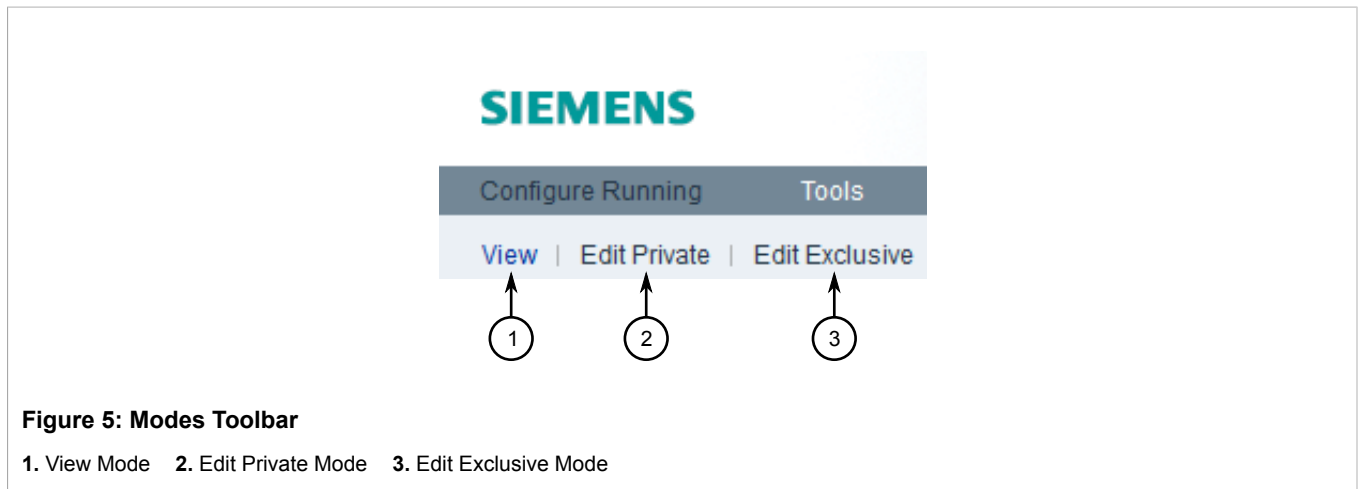 SIEMENS
Configure Running Tools
View | Edit Private | Edit Exclusive
1 2 3
Figure 5: Modes Toolbar
1. View Mode 2. Edit Private Mode 3. Edit Exclusive Mode